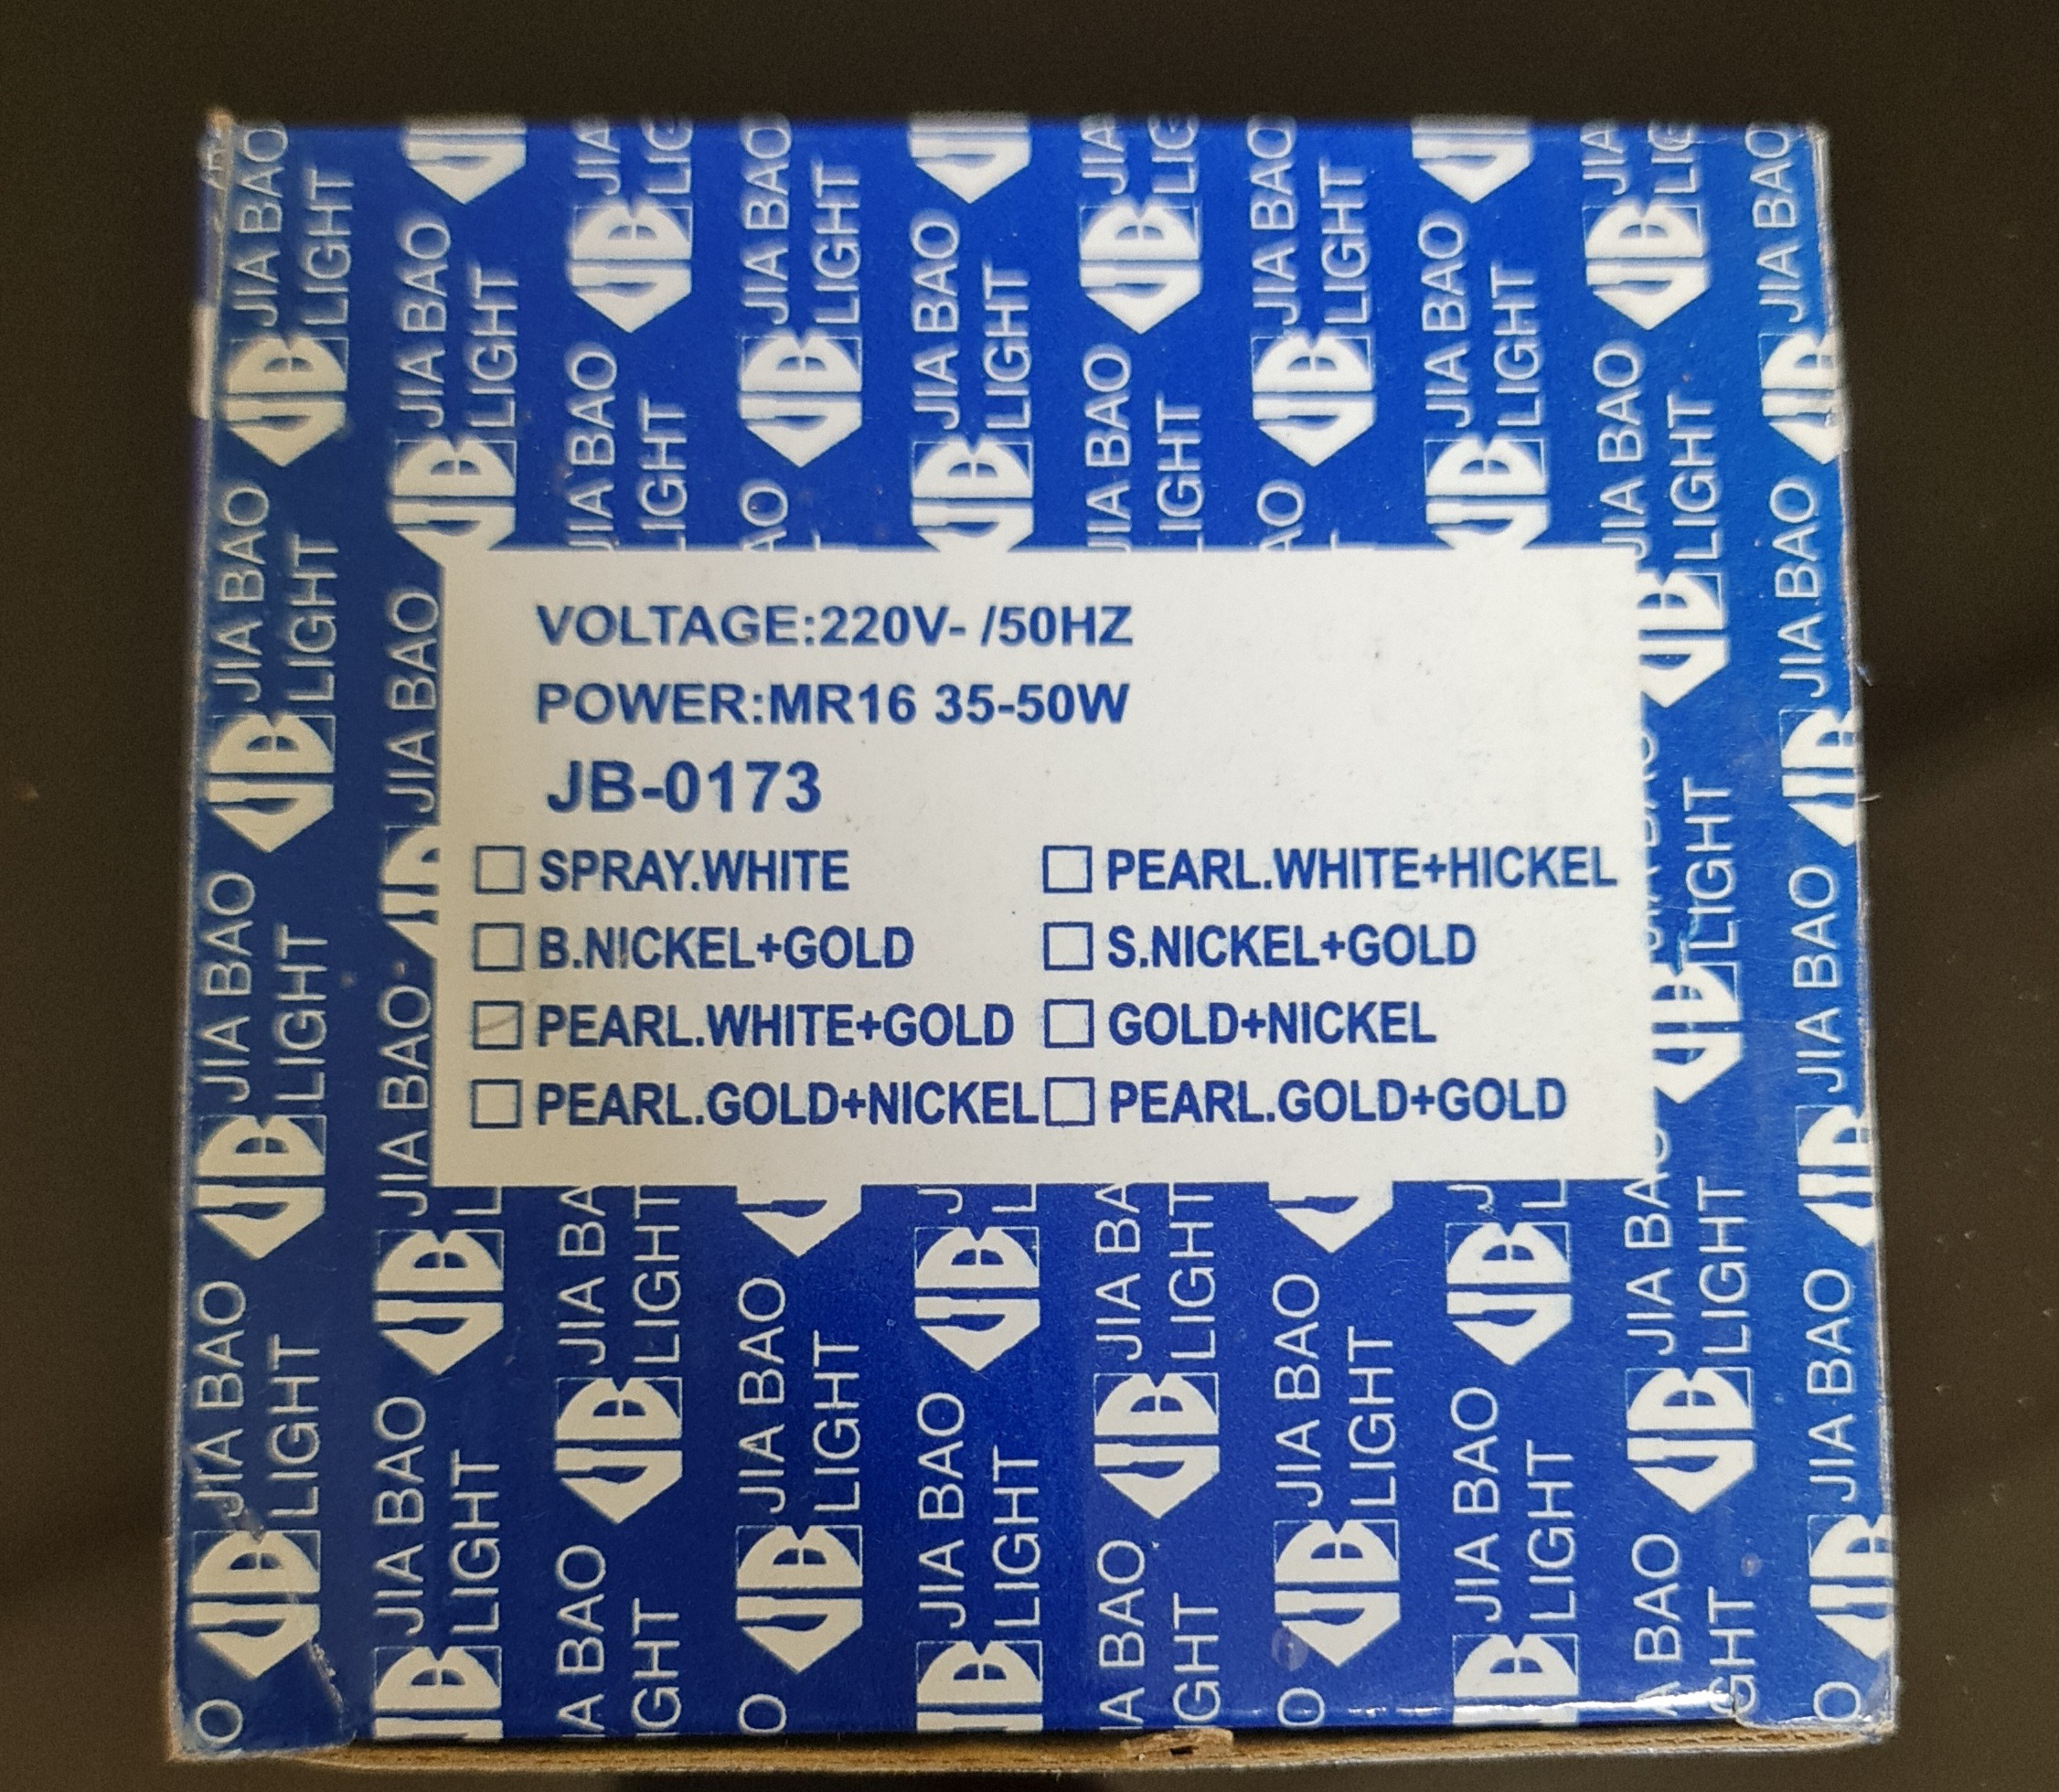 VOLTAGE:220V- /50HZ
POWER:MR16 35-50W
JB-0173
☐ SPRAY.WHITE ☐ PEARL.WHITE+HICKEL
☐ B.NICKEL+GOLD ☐ S.NICKEL+GOLD
☐ PEARL.WHITE+GOLD ☐ GOLD+NICKEL
☐ PEARL.GOLD+NICKEL ☐ PEARL.GOLD+GOLD
JIA BAO
LIGHT
JB